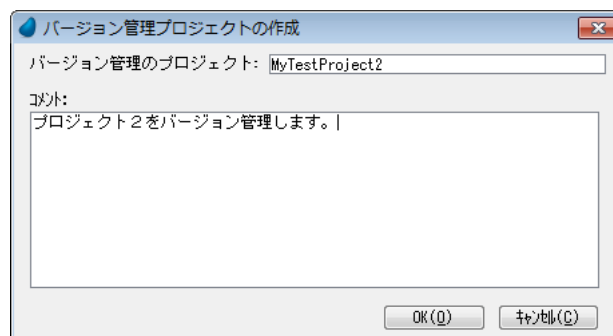 バージョン管理プロジェクトの作成
バージョン管理のプロジェクト: MyTestProject2
コメント:
プロジェクト2をバージョン管理します。
OK(O) キャンセル(C)